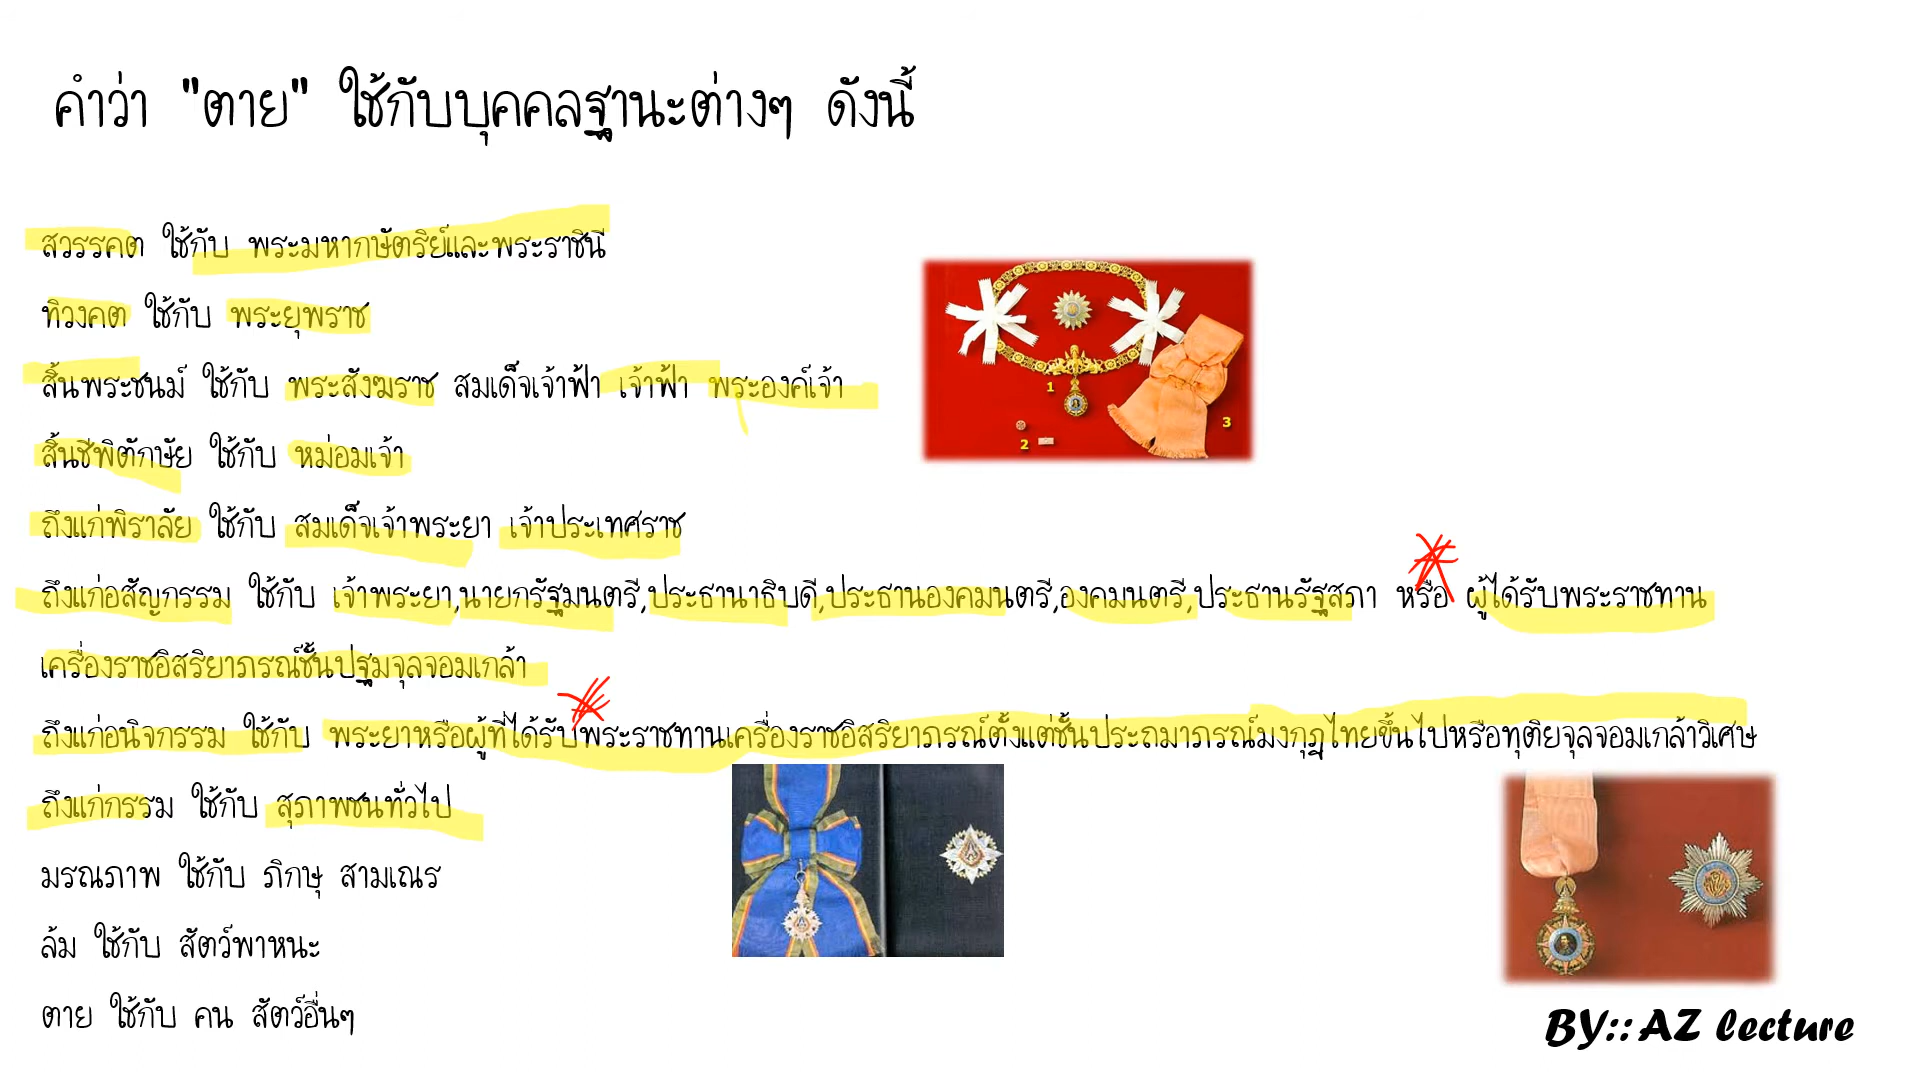 คำว่า "ตาย" ใช้กับบุคคลฐานะต่างๆ ดังนี้
สวรรคต ใช้กับ พระมหากษัตริย์และพระราชินี
ทิวงคต ใช้กับ พระยุพราช
สิ้นพระชนม์ ใช้กับ พระสังฆราช สมเด็จเจ้าฟ้า เจ้าฟ้า พระองค์เจ้า
สิ้นชีพิตักษัย ใช้กับ หม่อมเจ้า
ถึงแก่พิราลัย ใช้กับ สมเด็จเจ้าพระยา เจ้าประเทศราช
ถึงแก่อสัญกรรม ใช้กับ เจ้าพระยา,นายกรัฐมนตรี,ประธานาธิบดี,ประธานองคมนตรี,องคมนตรี,ประธานรัฐสภา หรือ ผู้ได้รับพระราชทาน
เครื่องราชอิสริยาภรณ์ชั้นปฐมจุลจอมเกล้า
ถึงแก่อนิจกรรม ใช้กับ พระยาหรือผู้ที่ได้รับพระราชทานเครื่องราชอิสริยาภรณ์ตั้งแต่ชั้นประถมาภรณ์มงกุฎไทยขึ้นไปหรือทุติยจุลจอมเกล้าวิเศษ
ถึงแก่กรรม ใช้กับ สุภาพชนทั่วไป
มรณภาพ ใช้กับ ภิกษุ สามเณร
ล้ม ใช้กับ สัตว์พาหนะ
ตาย ใช้กับ คน สัตว์อื่นๆ
1
2
3
BY:: AZ lecture